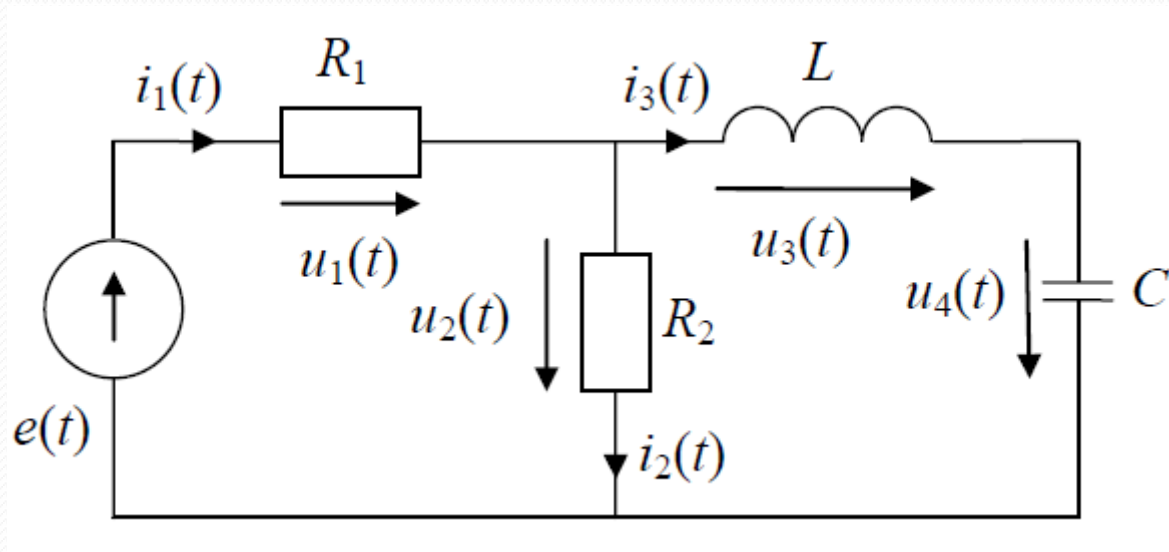 i₁(t)
R₁
i₃(t)
L
u₁(t)
u₃(t)
u₂(t)
R₂
u₄(t)
C
e(t)
i₂(t)